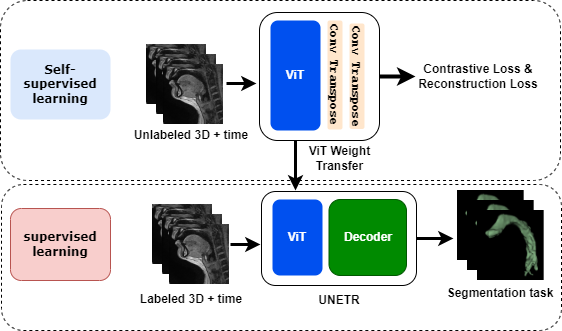 Self-
supervised
learning
Unlabeled 3D + time
ViT
Conv Transpose
Conv Transpose
Contrastive Loss &
Reconstruction Loss
ViT Weight
Transfer
supervised
learning
Labeled 3D + time
ViT
Decoder
UNETR
Segmentation task